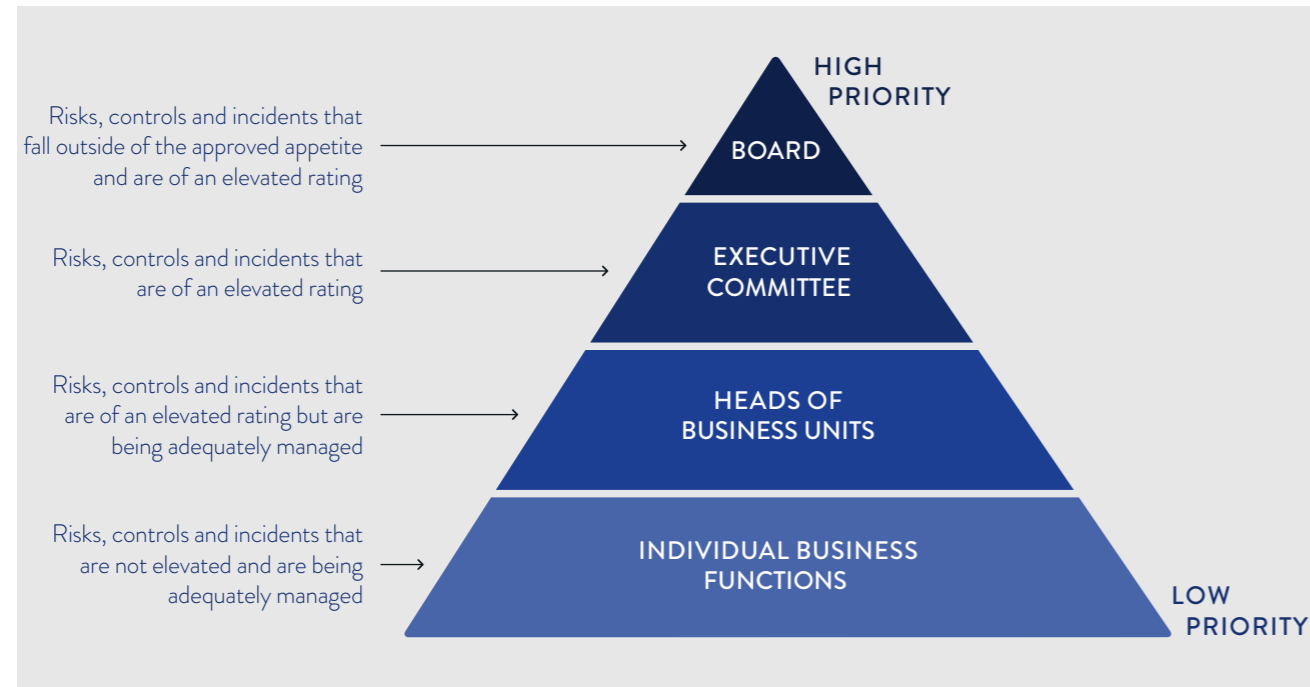 HIGH
PRIORITY
Risks, controls and incidents that
fall outside of the approved appetite
and are of an elevated rating
BOARD
Risks, controls and incidents that
are of an elevated rating
EXECUTIVE
COMMITTEE
Risks, controls and incidents that
are of an elevated rating but are
being adequately managed
HEADS OF
BUSINESS UNITS
Risks, controls and incidents that
are not elevated and are being
adequately managed
INDIVIDUAL BUSINESS
FUNCTIONS
LOW
PRIORITY